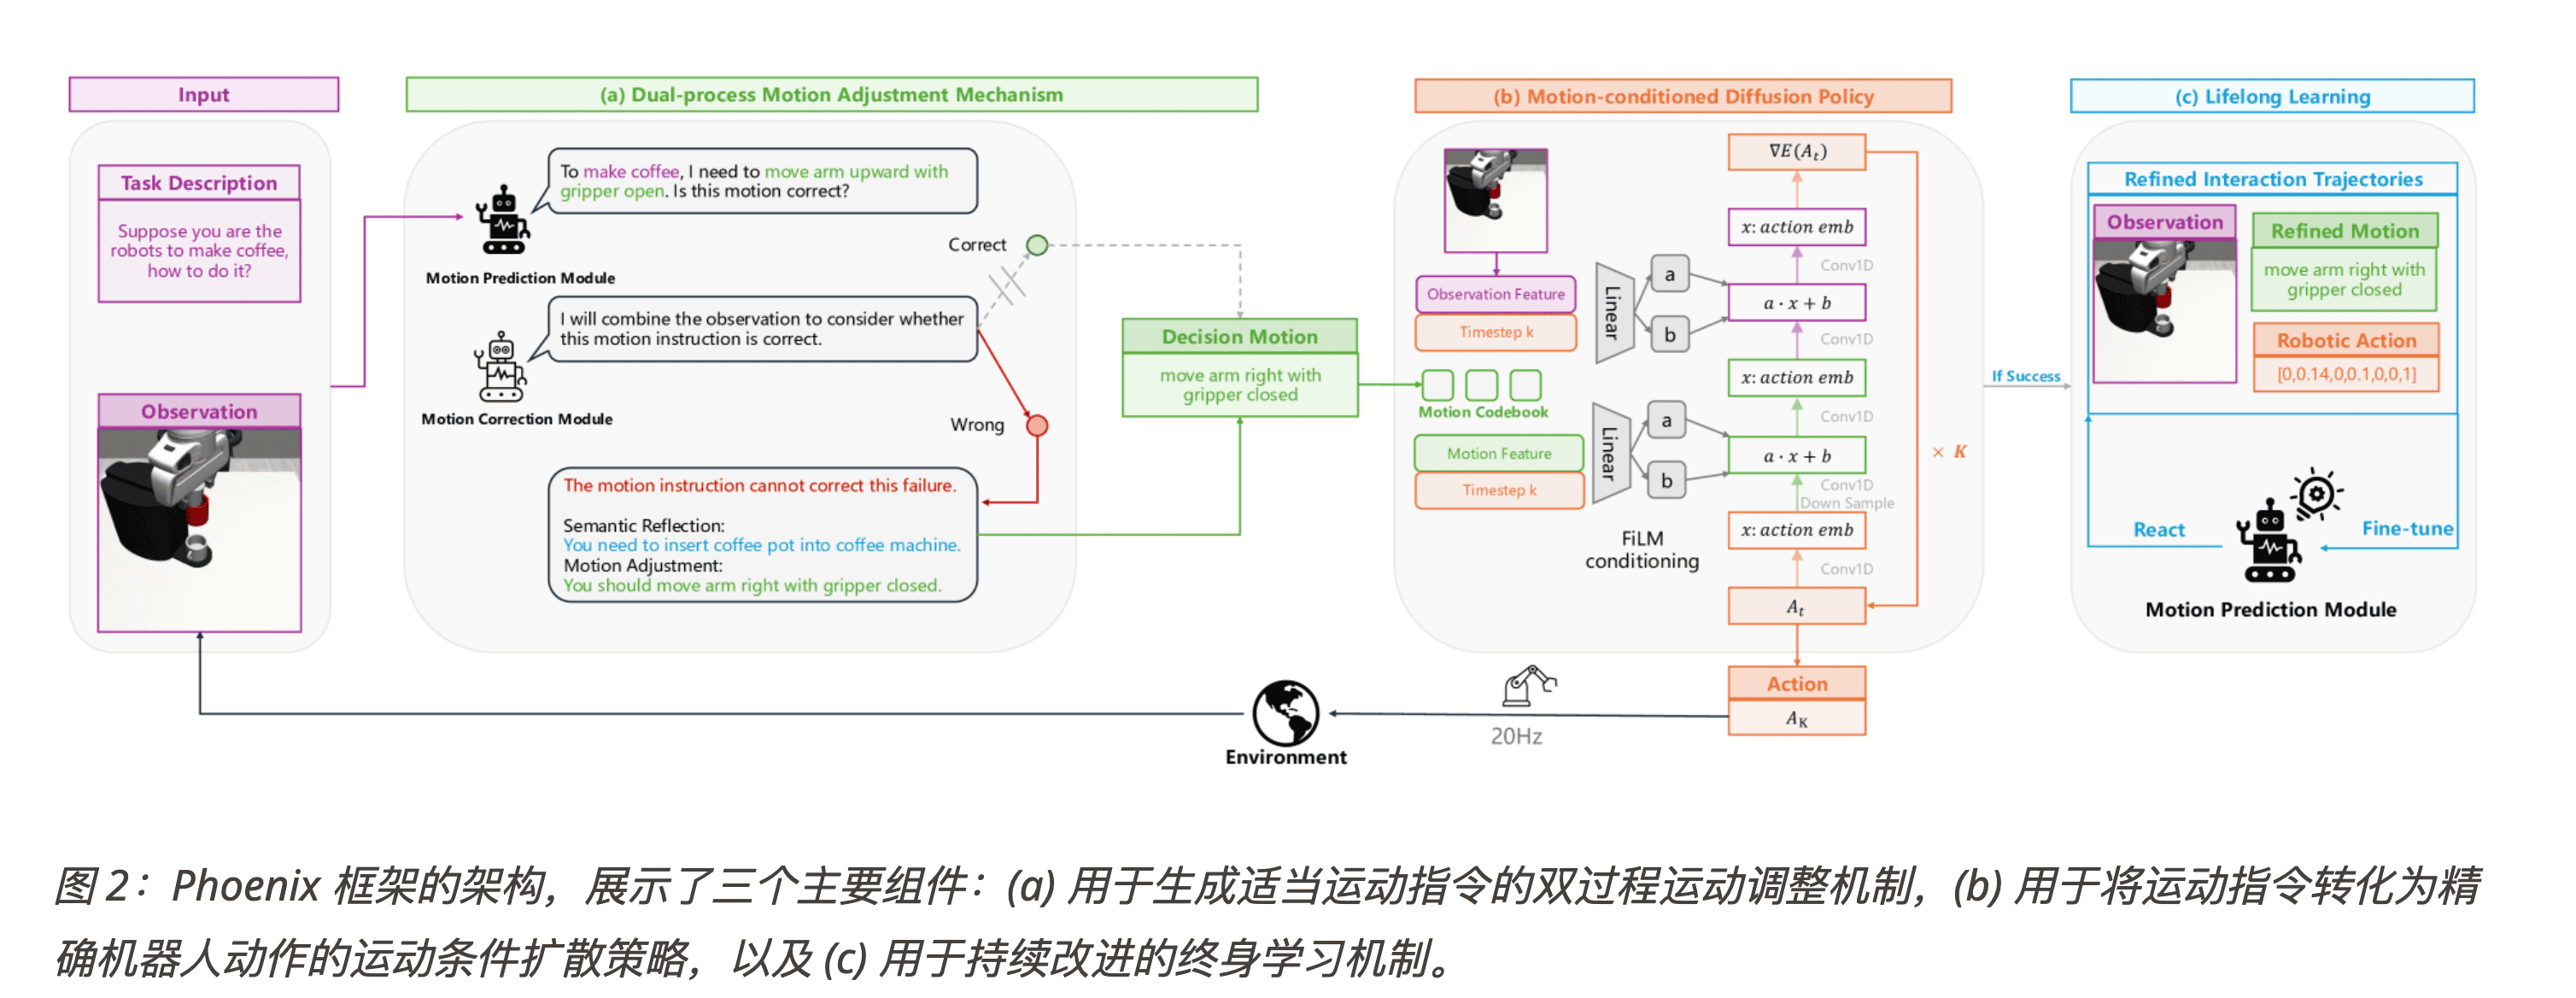 Input
Task Description
Suppose you are the
robots to make coffee,
how to do it?
Observation
(a) Dual-process Motion Adjustment Mechanism
To make coffee, I need to move arm upward with
gripper open. Is this motion correct?
Motion Prediction Module
I will combine the observation to consider whether
this motion instruction is correct.
Motion Correction Module
Correct
Wrong
The motion instruction cannot correct this failure.
Semantic Reflection:
You need to insert coffee pot into coffee machine.
Motion Adjustment:
You should move arm right with gripper closed.
Decision Motion
move arm right with
gripper closed
(b) Motion-conditioned Diffusion Policy
Observation Feature
Timestep k
Motion Codebook
Motion Feature
Timestep k
Linear
a
b
Linear
a
b
FiLM
conditioning
∇E(Aₜ)
x: action emb
Conv1D
a · x + b
Conv1D
x: action emb
Conv1D
a · x + b
Conv1D
Down Sample
x: action emb
Conv1D
Aₜ
× K
Action
A_K
20Hz
Environment
If Success
(c) Lifelong Learning
Refined Interaction Trajectories
Observation
Refined Motion
move arm right with
gripper closed
Robotic Action
[0,0.14,0,0.1,0,0,1]
React
Fine-tune
Motion Prediction Module
图 2：Phoenix 框架的架构，展示了三个主要组件：(a) 用于生成适当运动指令的双过程运动调整机制，(b) 用于将运动指令转化为精
确机器人动作的运动条件扩散策略，以及 (c) 用于持续改进的终身学习机制。